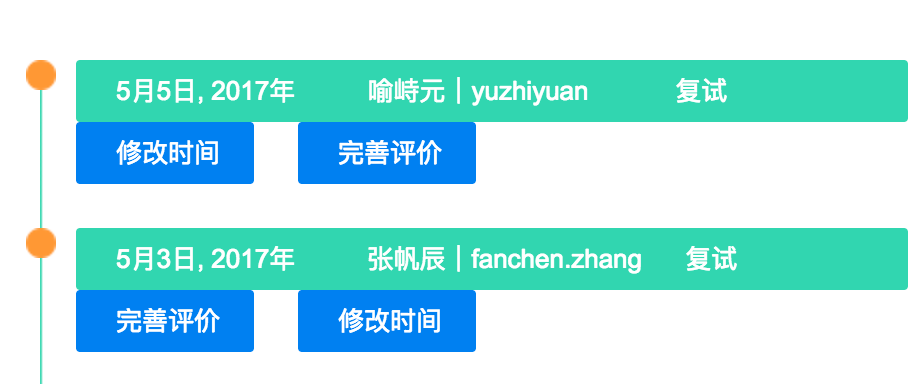 5月5日, 2017年 喻峙元｜yuzhiyuan 复试
修改时间 完善评价
5月3日, 2017年 张帆辰｜fanchen.zhang 复试
完善评价 修改时间